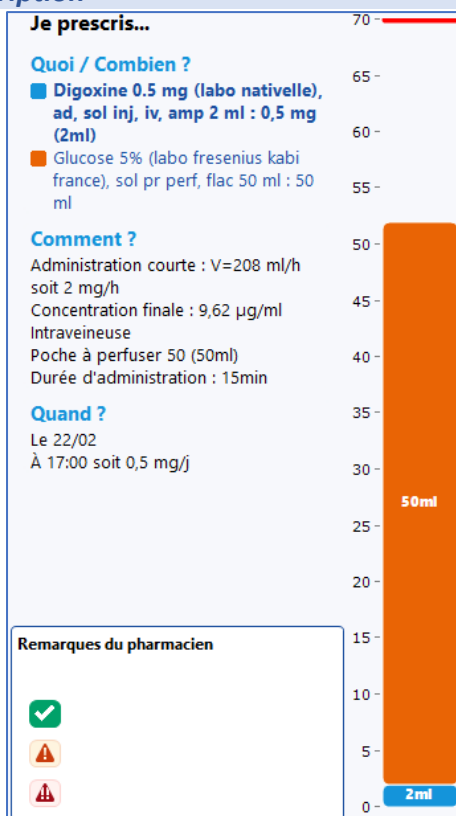 Je prescris...
Quoi / Combien ?
Digoxine 0.5 mg (labo nativelle),
ad, sol inj, iv, amp 2 ml : 0,5 mg
(2ml)
Glucose 5% (labo fresenius kabi
france), sol pr perf, flac 50 ml : 50
ml
Comment ?
Administration courte : V=208 ml/h
soit 2 mg/h
Concentration finale : 9,62 µg/ml
Intraveineuse
Poche à perfuser 50 (50ml)
Durée d'administration : 15min
Quand ?
Le 22/02
À 17:00 soit 0,5 mg/j
Remarques du pharmacien
70
65
60
55
50
45
40
35
30
25
20
15
10
5
0
50ml
2ml